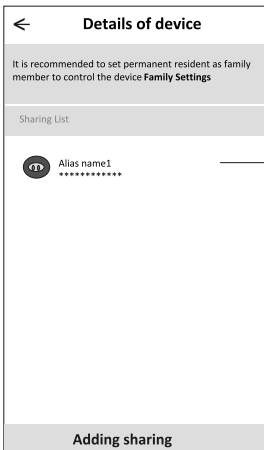 Details of device
It is recommended to set permanent resident as family
member to control the device Family Settings
Sharing List
Alias name1
************
Adding sharing